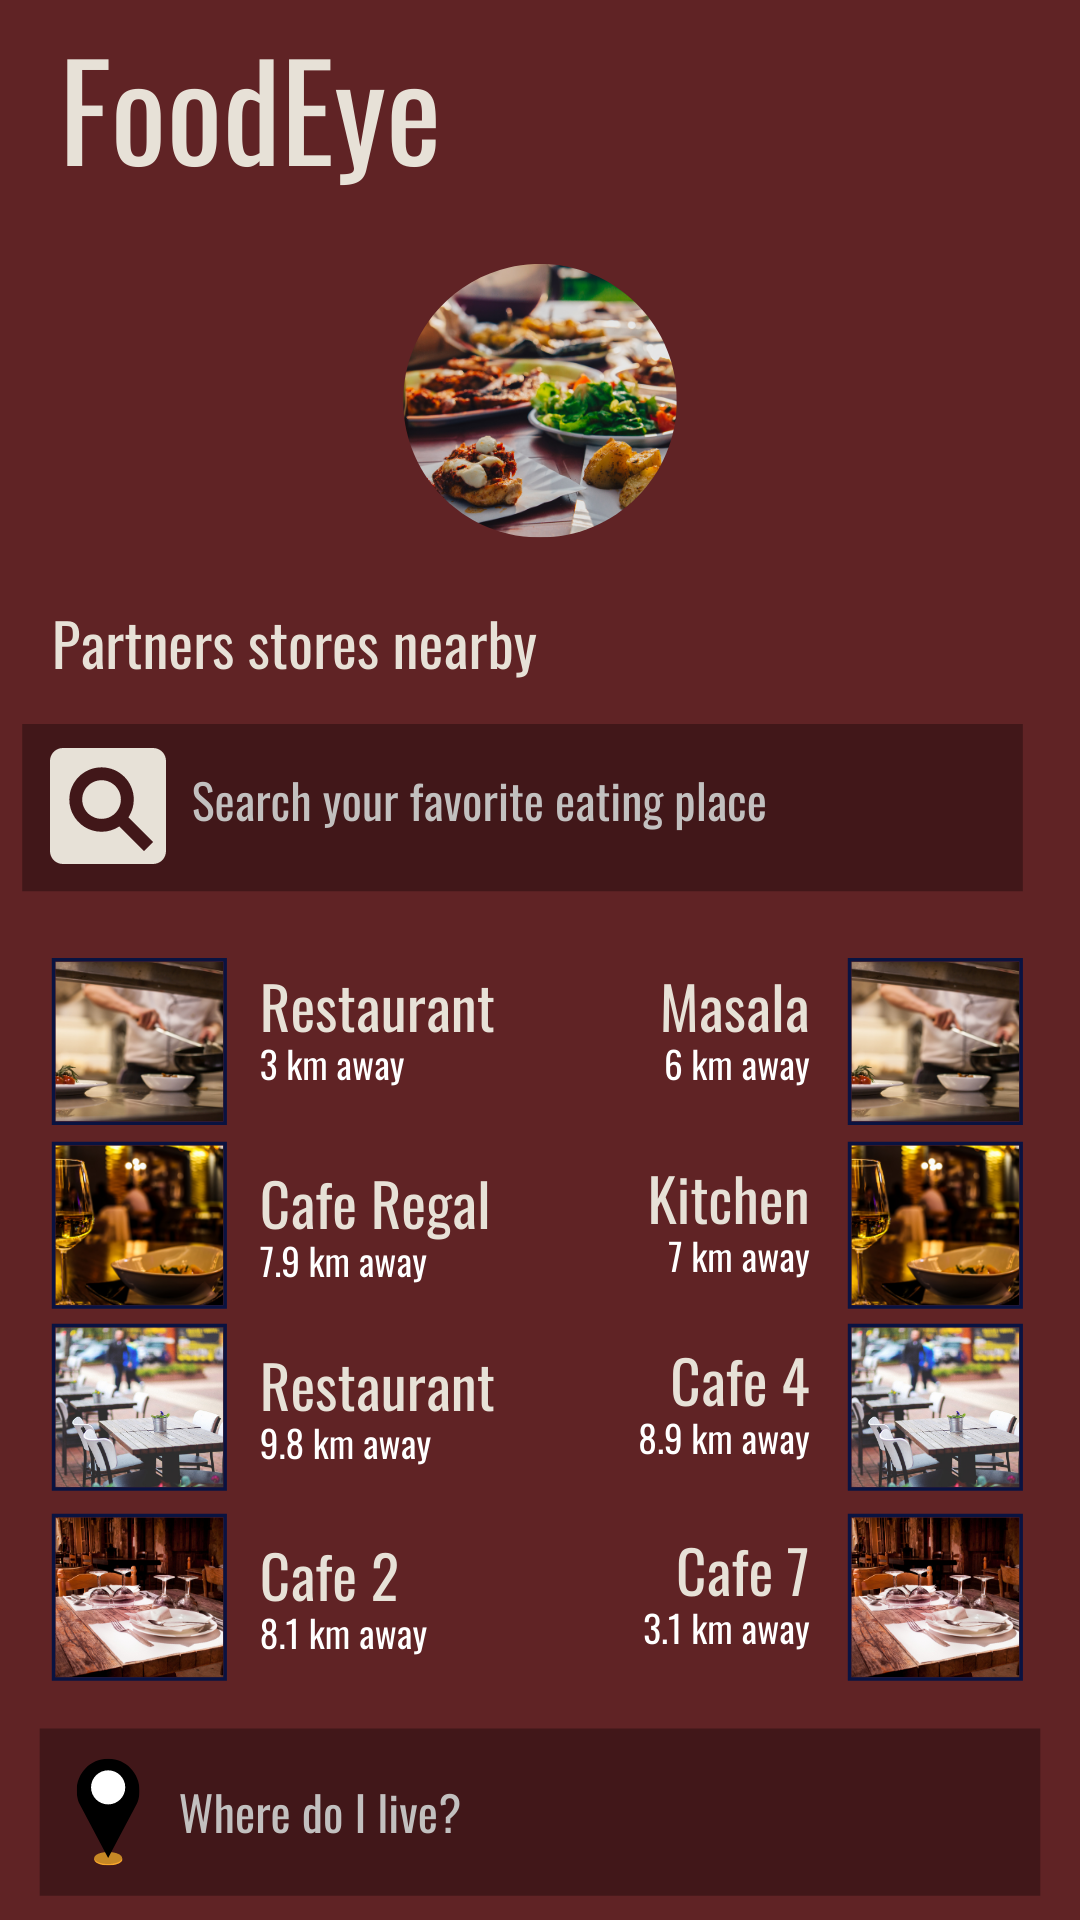 FoodEye
Partners stores nearby
Search your favorite eating place
Restaurant
3 km away
Masala
6 km away
Cafe Regal
7.9 km away
Kitchen
7 km away
Restaurant
9.8 km away
Cafe 4
8.9 km away
Cafe 2
8.1 km away
Cafe 7
3.1 km away
Where do I live?